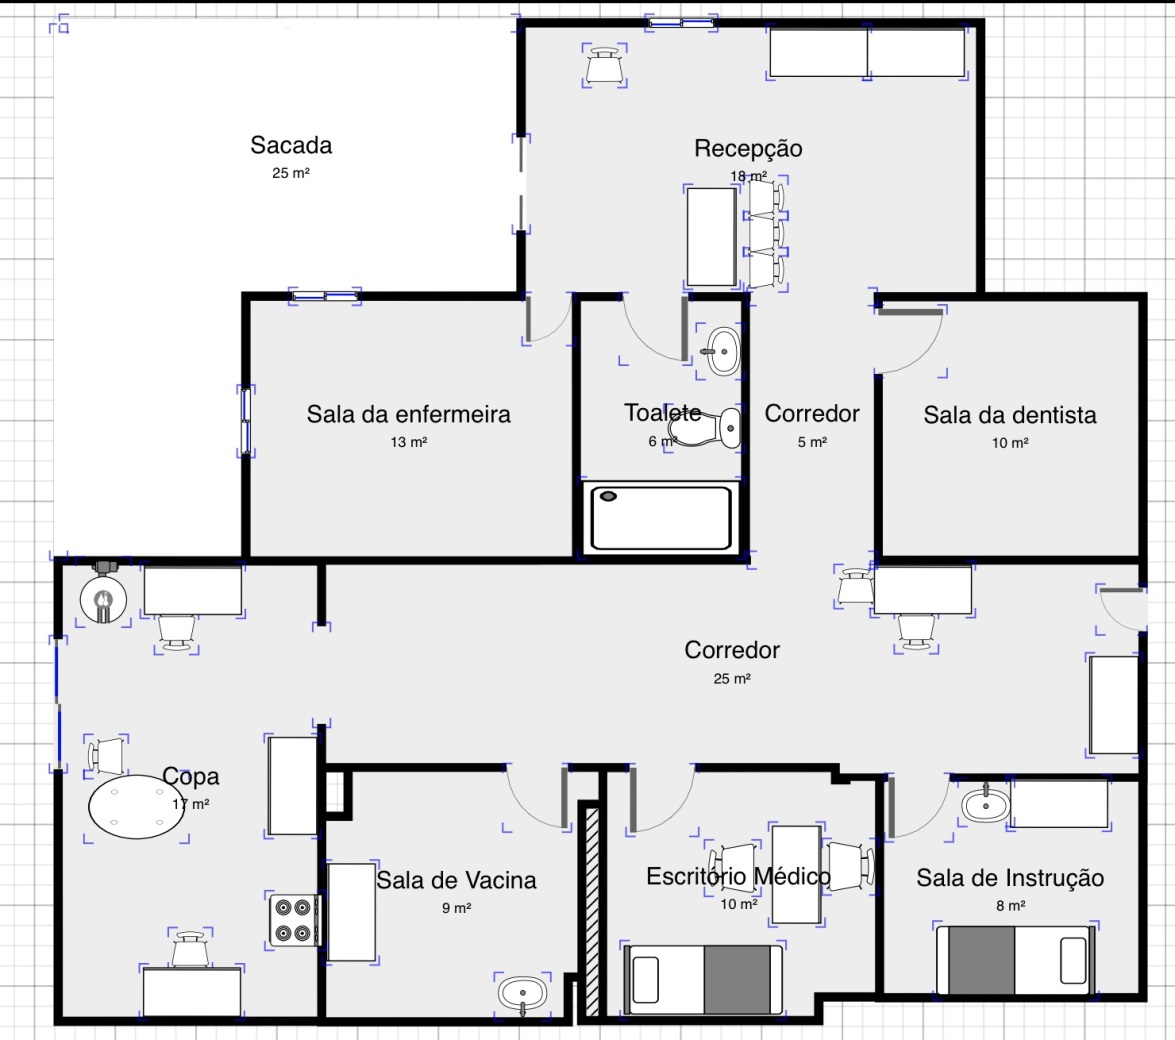 Sacada
25 m²
Recepção
18 m²
Sala da enfermeira
13 m²
Toalete
6 m²
Corredor
5 m²
Sala da dentista
10 m²
Corredor
25 m²
Copa
17 m²
Sala de Vacina
9 m²
Escritório Médico
10 m²
Sala de Instrução
8 m²